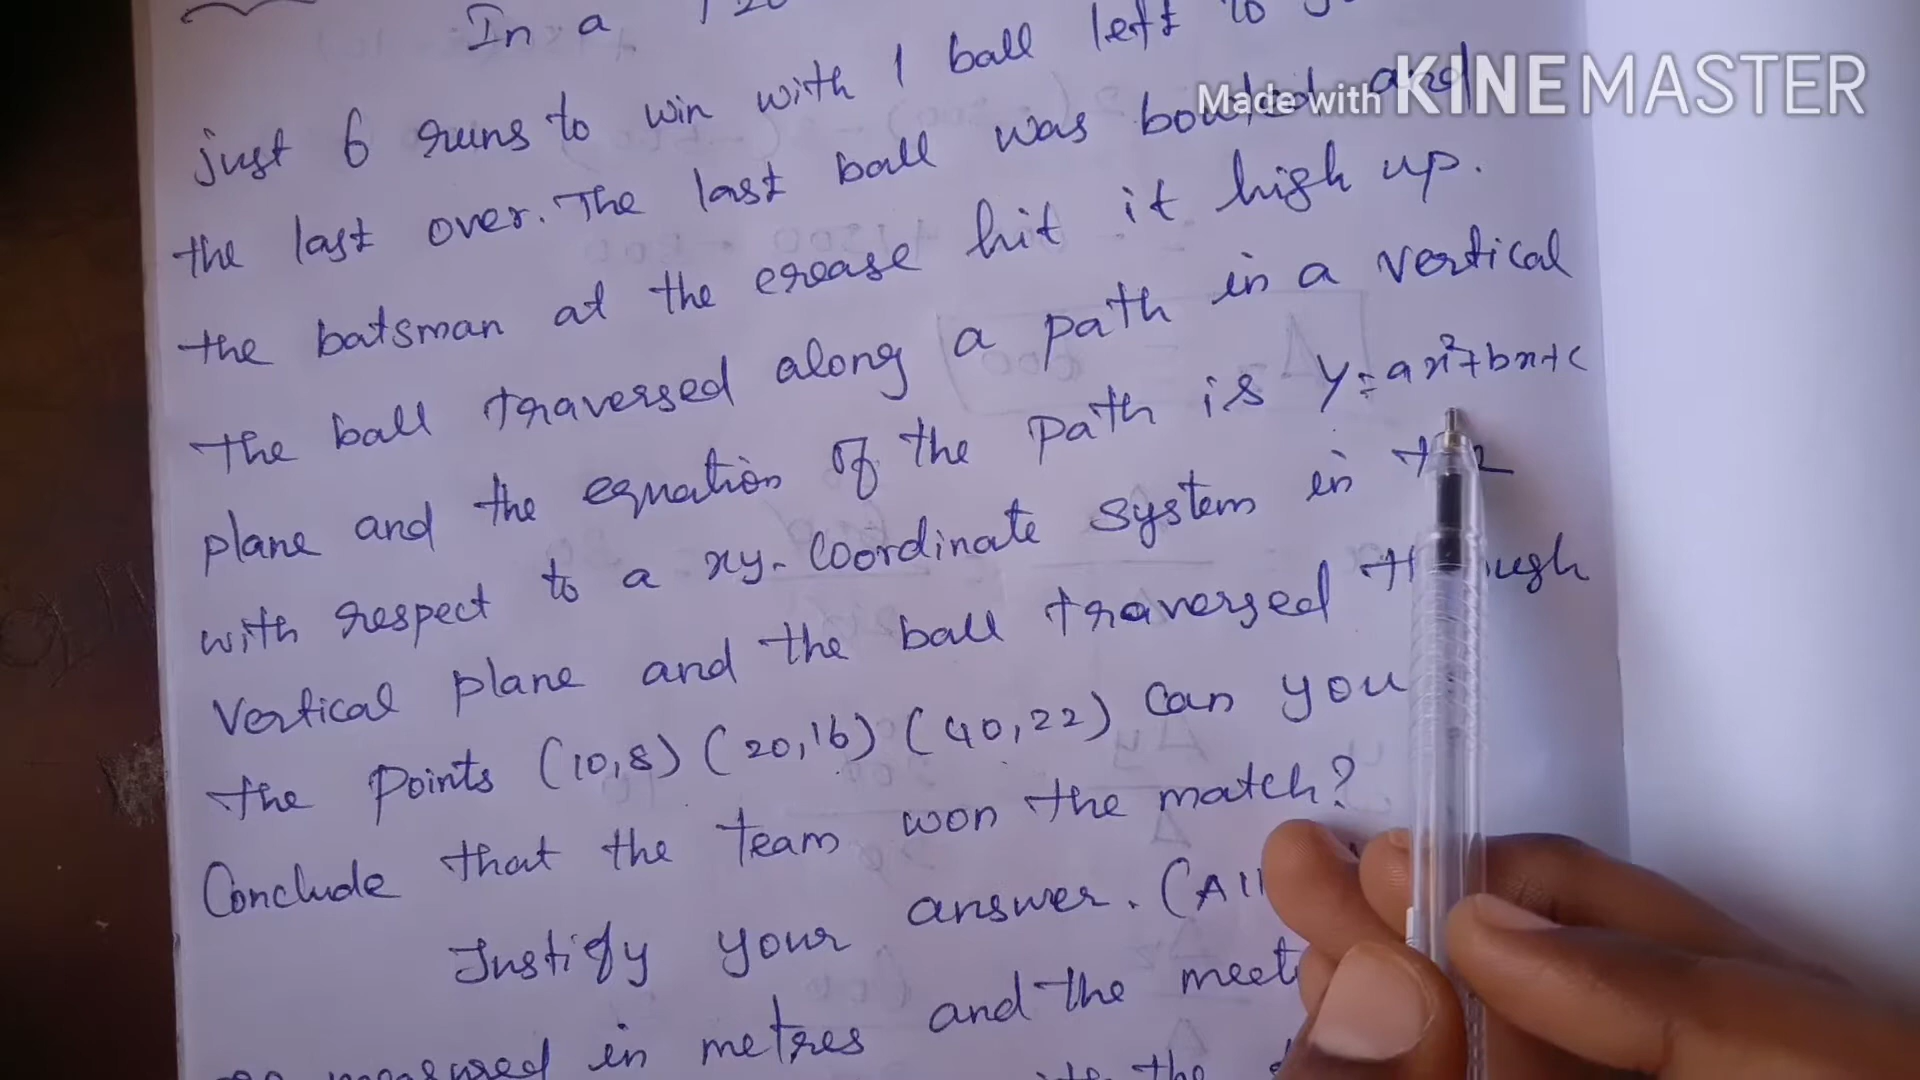 In a T20
just 6 runs to win with 1 ball left to
the last over. The last ball was bowled and
the batsman at the crease hit it high up.
The ball traversed along a path in a vertical
plane and the equation of the path is y=ax²+bx+c
with respect to a xy-Coordinate system in the
Vertical plane and the ball traversed through
the points (10,8) (20,16) (40,22) Can you
Conclude that the team won the match?
Justify your answer. (All
measured in metres and the meet
the
Made with KINEMASTER